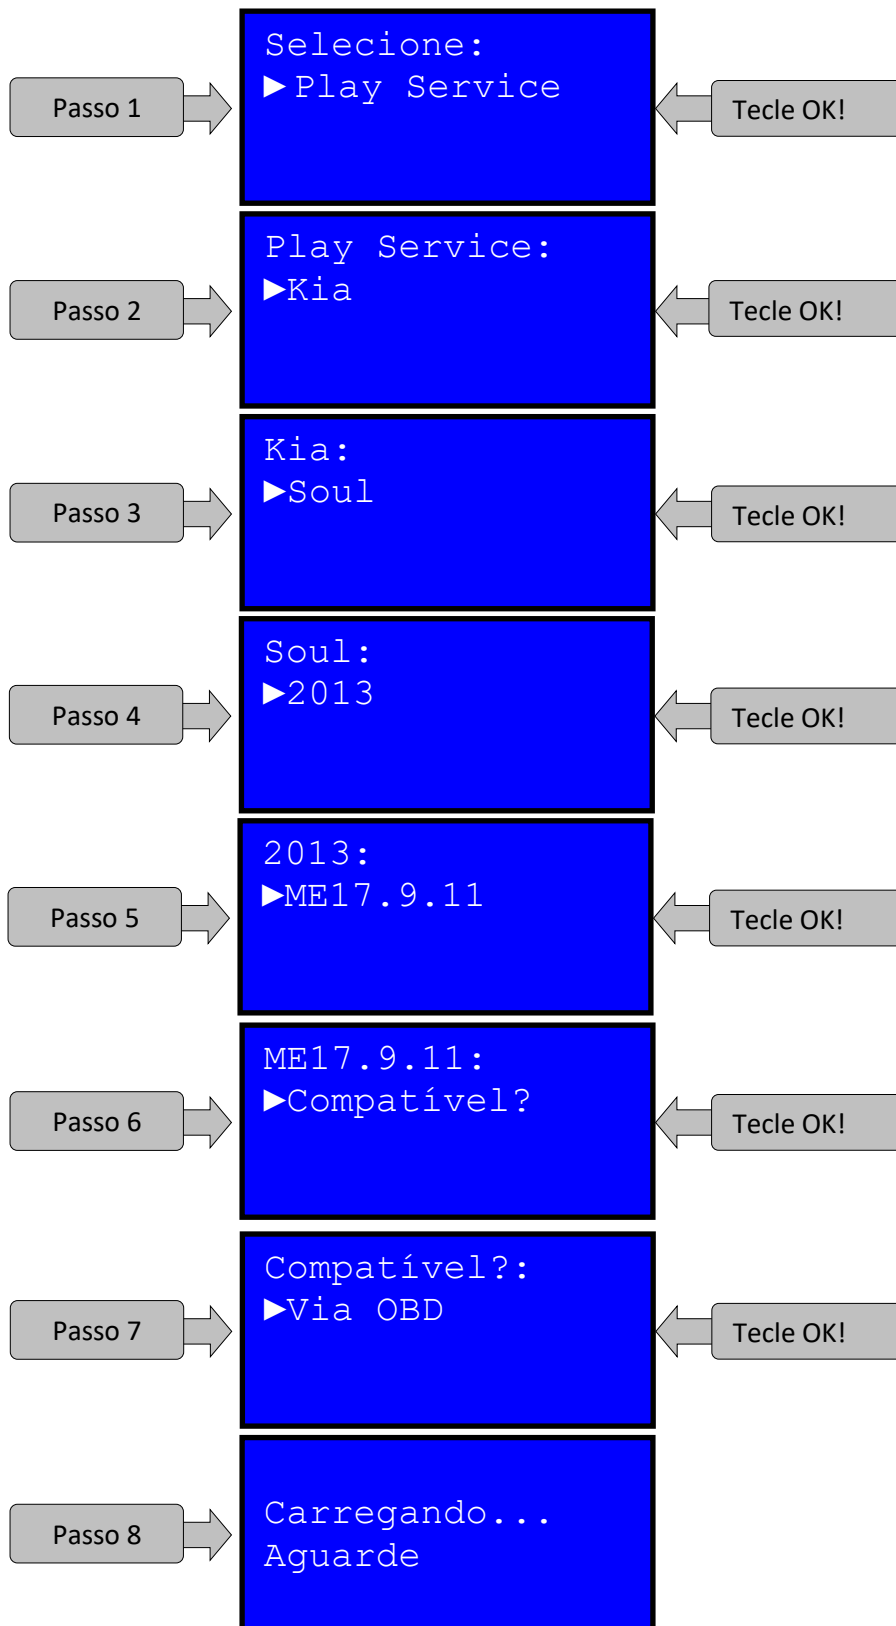 Passo 1
Selecione:
►Play Service
Tecle OK!
Passo 2
Play Service:
►Kia
Tecle OK!
Passo 3
Kia:
►Soul
Tecle OK!
Passo 4
Soul:
►2013
Tecle OK!
Passo 5
2013:
►ME17.9.11
Tecle OK!
Passo 6
ME17.9.11:
►Compatível?
Tecle OK!
Passo 7
Compatível?:
►Via OBD
Tecle OK!
Passo 8
Carregando...
Aguarde